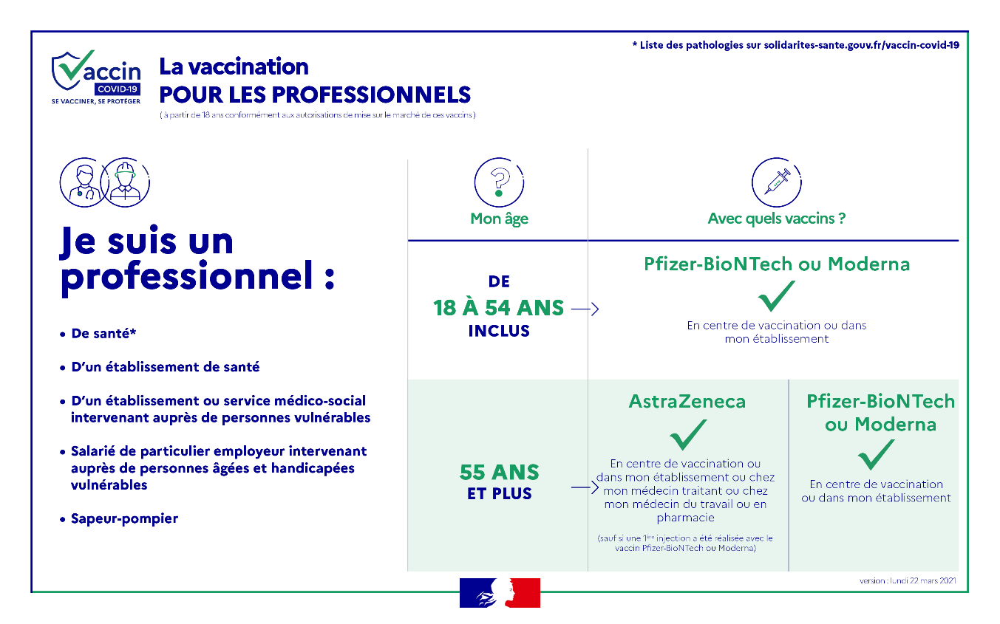 * Liste des pathologies sur solidarites-sante.gouv.fr/vaccin-covid-19
Vaccin
COVID-19
SE VACCINER, SE PROTÉGER
La vaccination
POUR LES PROFESSIONNELS
( à partir de 18 ans conformément aux autorisations de mise sur le marché de ces vaccins )
Je suis un
professionnel :
• De santé*
• D'un établissement de santé
• D'un établissement ou service médico-social
intervenant auprès de personnes vulnérables
• Salarié de particulier employeur intervenant
auprès de personnes âgées et handicapées
vulnérables
• Sapeur-pompier
Mon âge
Avec quels vaccins ?
DE
18 À 54 ANS
INCLUS
Pfizer-BioNTech ou Moderna
En centre de vaccination ou dans
mon établissement
55 ANS
ET PLUS
AstraZeneca
En centre de vaccination ou
dans mon établissement ou chez
mon médecin traitant ou chez
mon médecin du travail ou en
pharmacie
(sauf si une 1ère injection a été réalisée avec le
vaccin Pfizer-BioNTech ou Moderna)
Pfizer-BioNTech
ou Moderna
En centre de vaccination
ou dans mon établissement
version : lundi 22 mars 2021